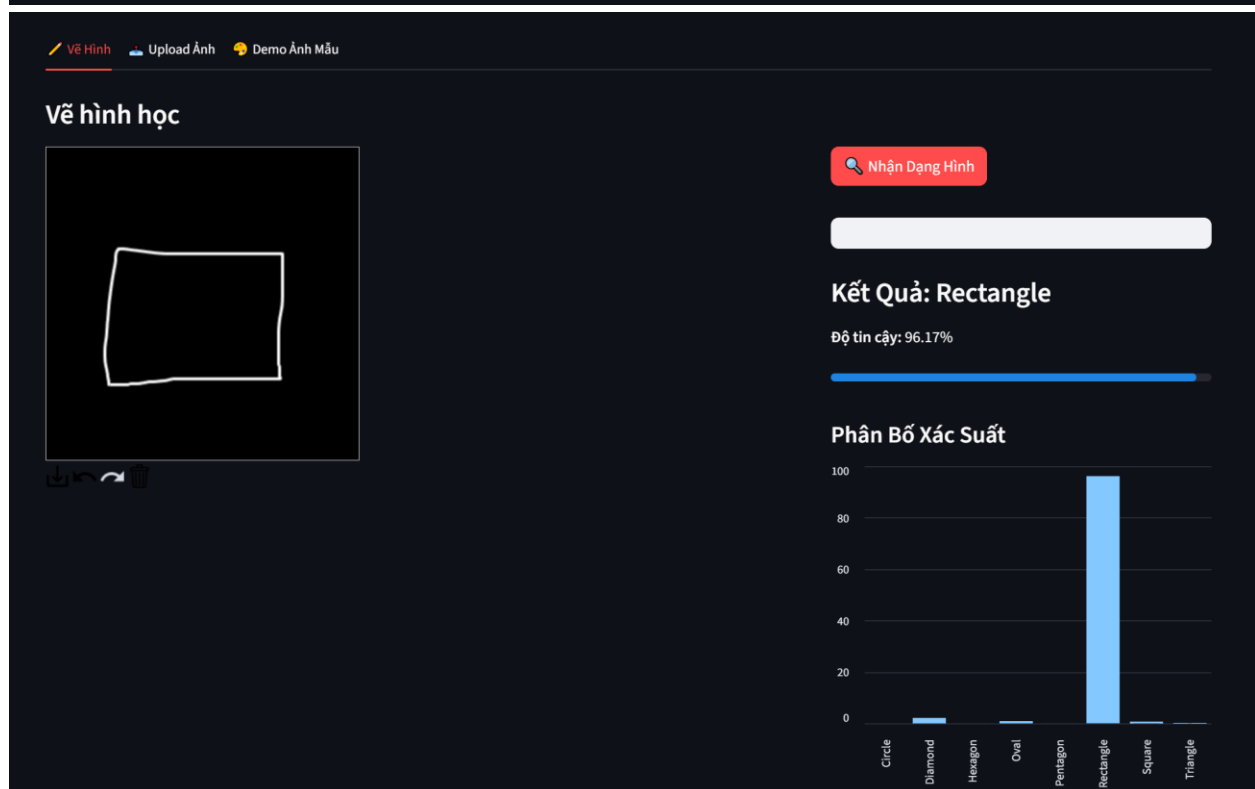 Vẽ Hình Upload Ảnh Demo Ảnh Mẫu
Vẽ hình học
Nhận Dạng Hình
Kết Quả: Rectangle
Độ tin cậy: 96.17%
Phân Bố Xác Suất
100
80
60
40
20
0
Circle
Diamond
Hexagon
Oval
Pentagon
Rectangle
Square
Triangle